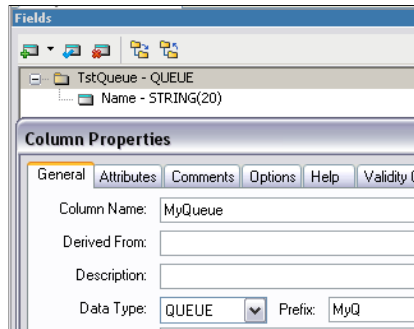 Fields
TstQueue - QUEUE
Name - STRING(20)
Column Properties
General Attributes Comments Options Help Validity
Column Name: MyQueue
Derived From:
Description:
Data Type: QUEUE Prefix: MyQ